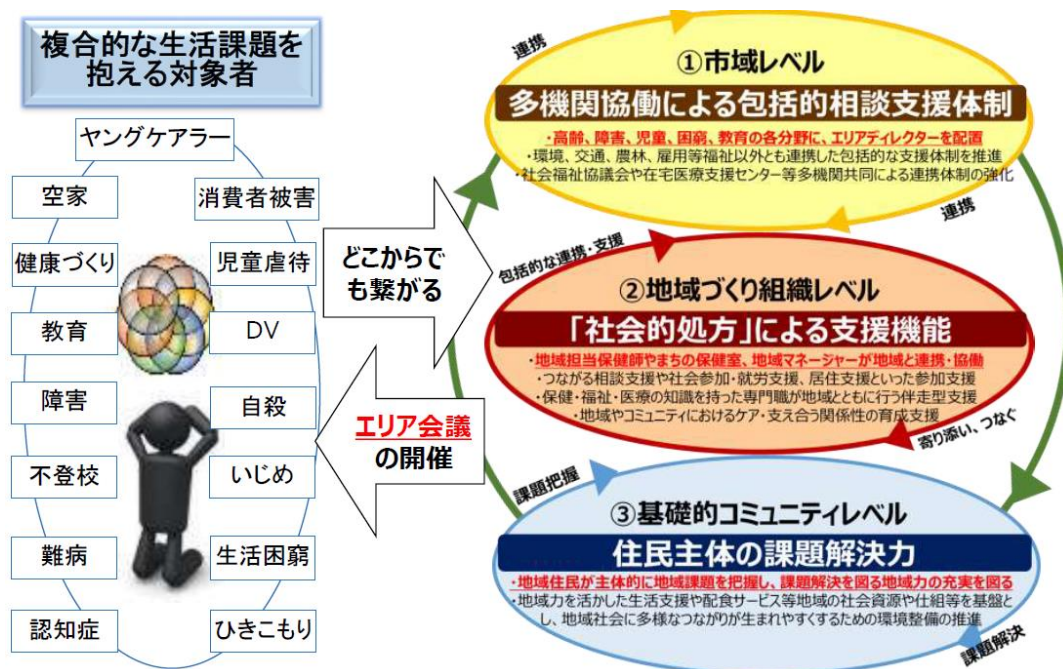 複合的な生活課題を
抱える対象者
ヤングケアラー
空家
消費者被害
健康づくり
児童虐待
教育
DV
障害
自殺
不登校
いじめ
難病
生活困窮
認知症
ひきこもり
どこからで
も繋がる
エリア会議
の開催
連携
①市域レベル
多機関協働による包括的相談支援体制
・高齢、障害、児童、困窮、教育の各分野に、エリアディレクターを配置
・環境、交通、農林、雇用等福祉以外とも連携した包括的な支援体制を推進
・社会福祉協議会や在宅医療支援センター等多機関共同による連携体制の強化
連携
包括的な連携・支援
②地域づくり組織レベル
「社会的処方」による支援機能
・地域担当保健師やまちの保健室、地域マネージャーが地域と連携・協働
・つながる相談支援や社会参加・就労支援、居住支援といった参加支援
・保健・福祉・医療の知識を持った専門職が地域とともに行う伴走型支援
・地域やコミュニティにおけるケア・支え合う関係性の育成支援
寄り添い、つなぐ
課題把握
③基礎的コミュニティレベル
住民主体の課題解決力
・地域住民が主体的に地域課題を把握し、課題解決を図る地域力の充実を図る
・地域力を活かした生活支援や配食サービス等地域の社会資源や仕組等を基盤と
し、地域社会に多様なつながりが生まれやすくするための環境整備の推進
課題解決